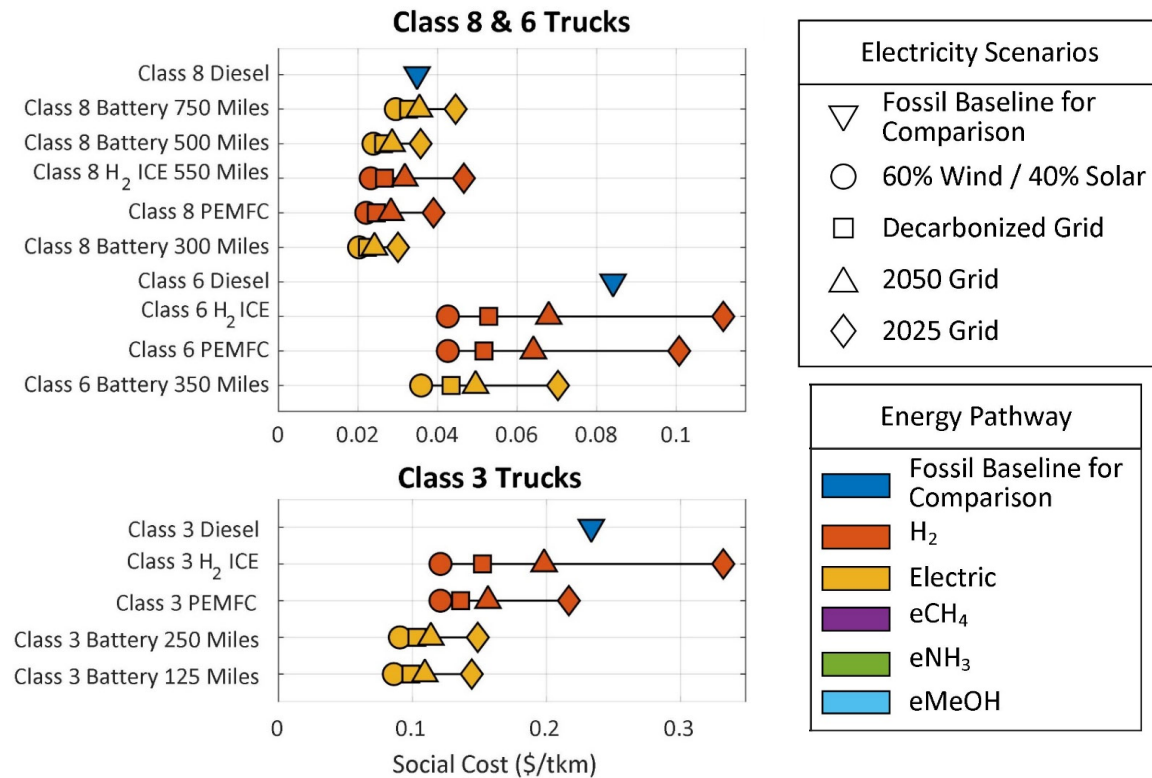 Class 8 & 6 Trucks
Class 8 Diesel
Class 8 Battery 750 Miles
Class 8 Battery 500 Miles
Class 8 H₂ ICE 550 Miles
Class 8 PEMFC
Class 8 Battery 300 Miles
Class 6 Diesel
Class 6 H₂ ICE
Class 6 PEMFC
Class 6 Battery 350 Miles
0 0.02 0.04 0.06 0.08 0.1
Class 3 Trucks
Class 3 Diesel
Class 3 H₂ ICE
Class 3 PEMFC
Class 3 Battery 250 Miles
Class 3 Battery 125 Miles
0 0.1 0.2 0.3
Social Cost ($/tkm)
Electricity Scenarios
Fossil Baseline for
Comparison
60% Wind / 40% Solar
Decarbonized Grid
2050 Grid
2025 Grid
Energy Pathway
Fossil Baseline for
Comparison
H₂
Electric
eCH₄
eNH₃
eMeOH